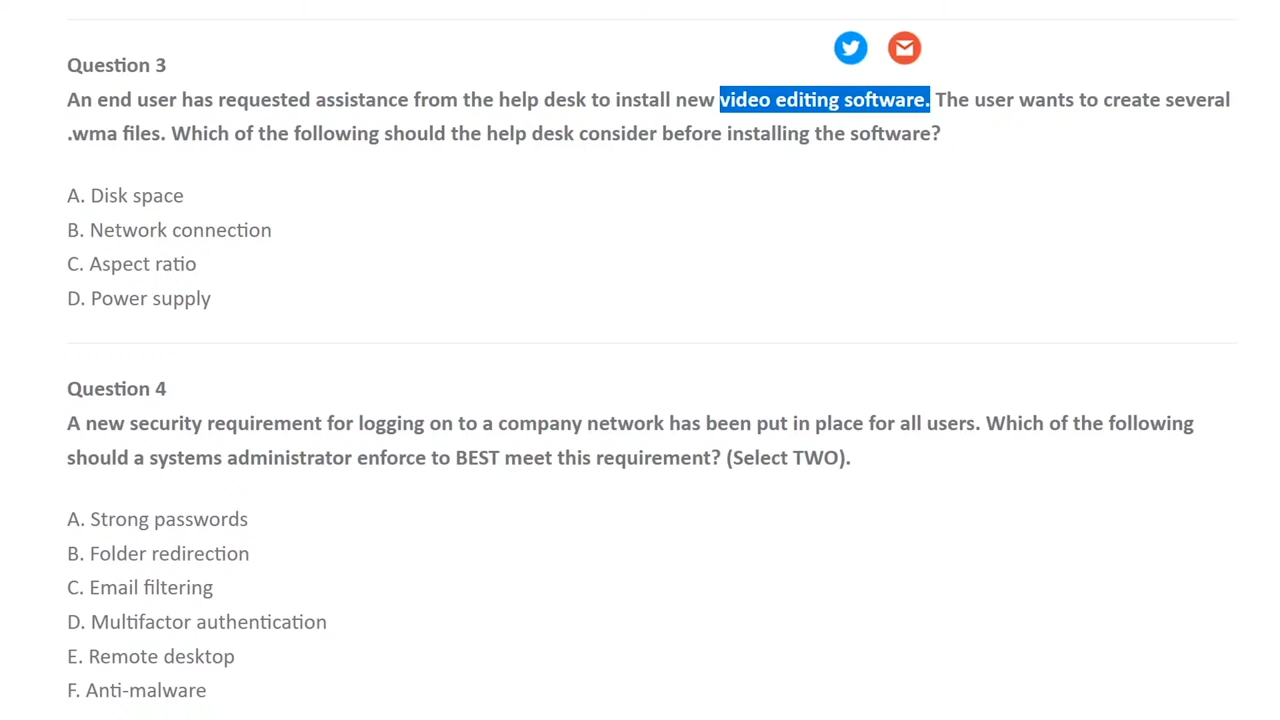 Question 3
An end user has requested assistance from the help desk to install new video editing software. The user wants to create several
.wma files. Which of the following should the help desk consider before installing the software?
A. Disk space
B. Network connection
C. Aspect ratio
D. Power supply
Question 4
A new security requirement for logging on to a company network has been put in place for all users. Which of the following
should a systems administrator enforce to BEST meet this requirement? (Select TWO).
A. Strong passwords
B. Folder redirection
C. Email filtering
D. Multifactor authentication
E. Remote desktop
F. Anti-malware